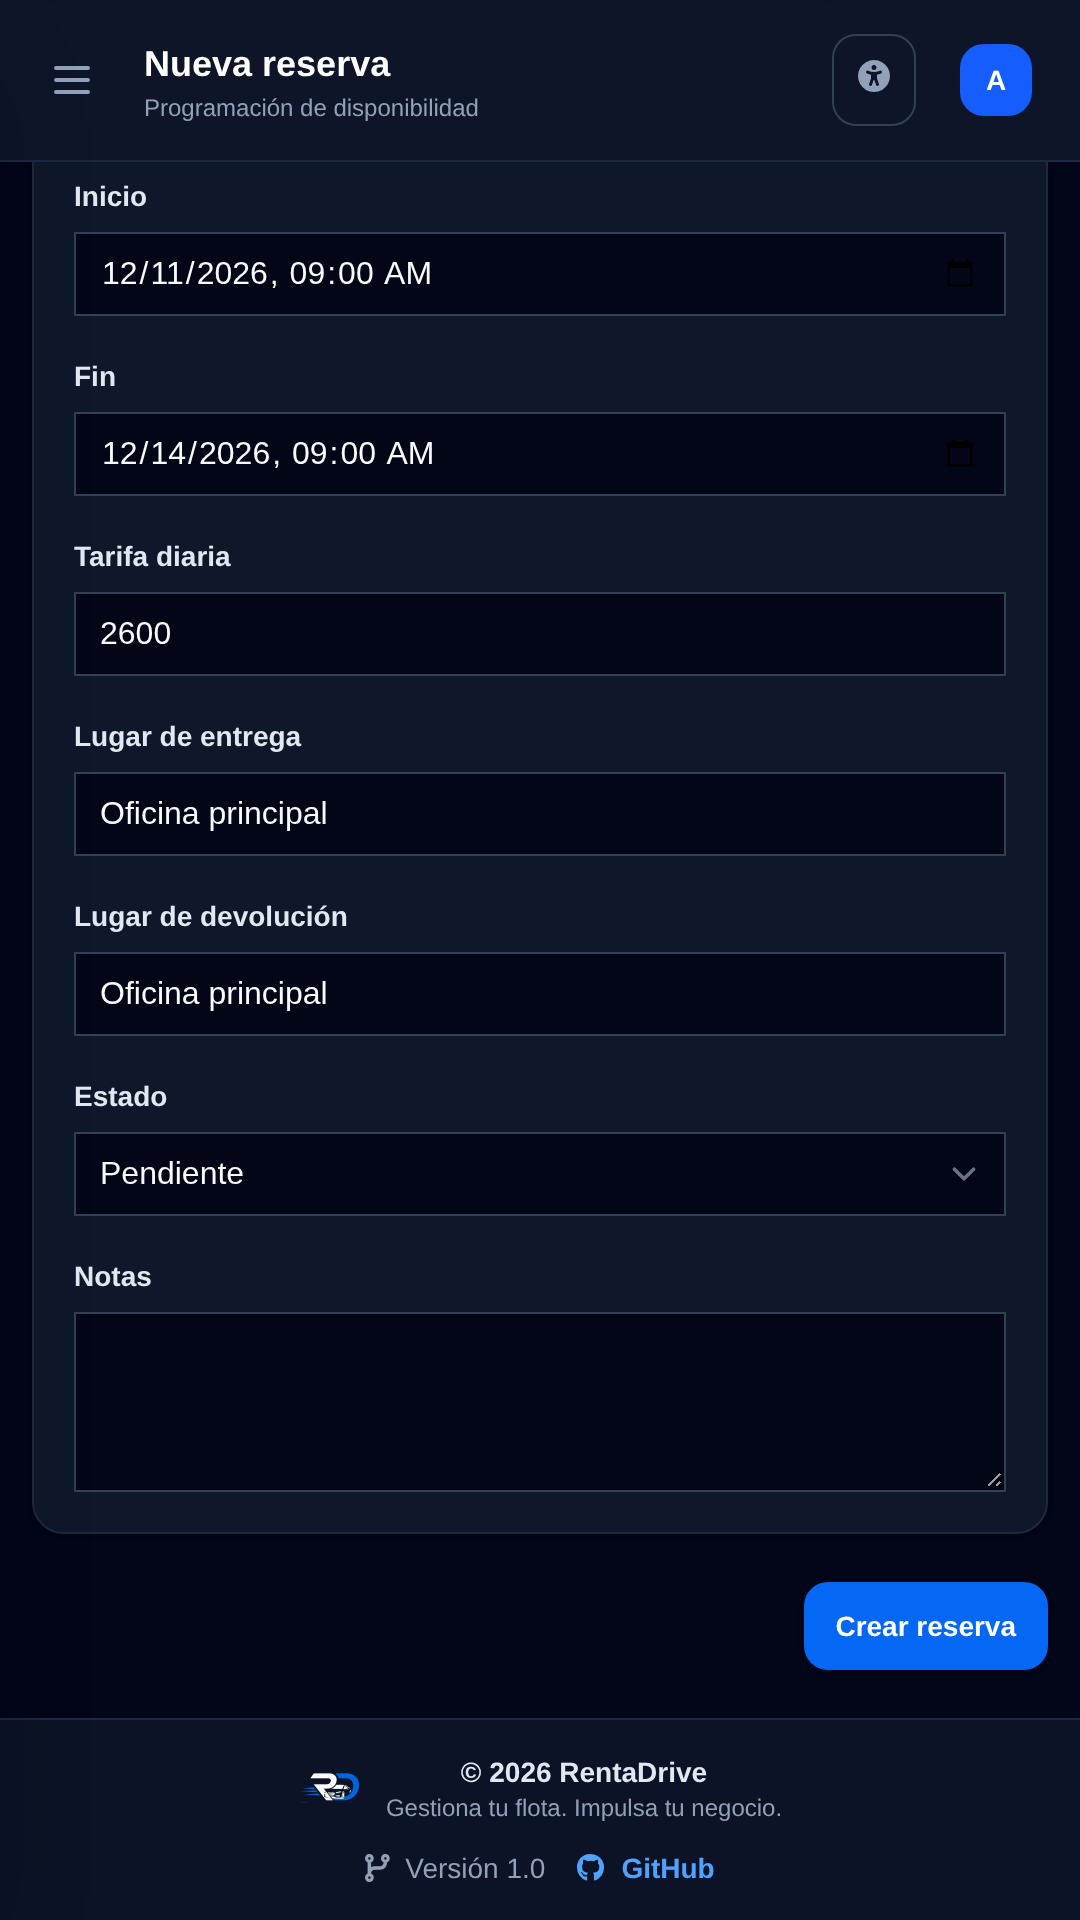 Nueva reserva
Programación de disponibilidad
A
Inicio
12/11/2026, 09:00 AM
Fin
12/14/2026, 09:00 AM
Tarifa diaria
2600
Lugar de entrega
Oficina principal
Lugar de devolución
Oficina principal
Estado
Pendiente
Notas
Crear reserva
© 2026 RentaDrive
Gestiona tu flota. Impulsa tu negocio.
Versión 1.0 GitHub